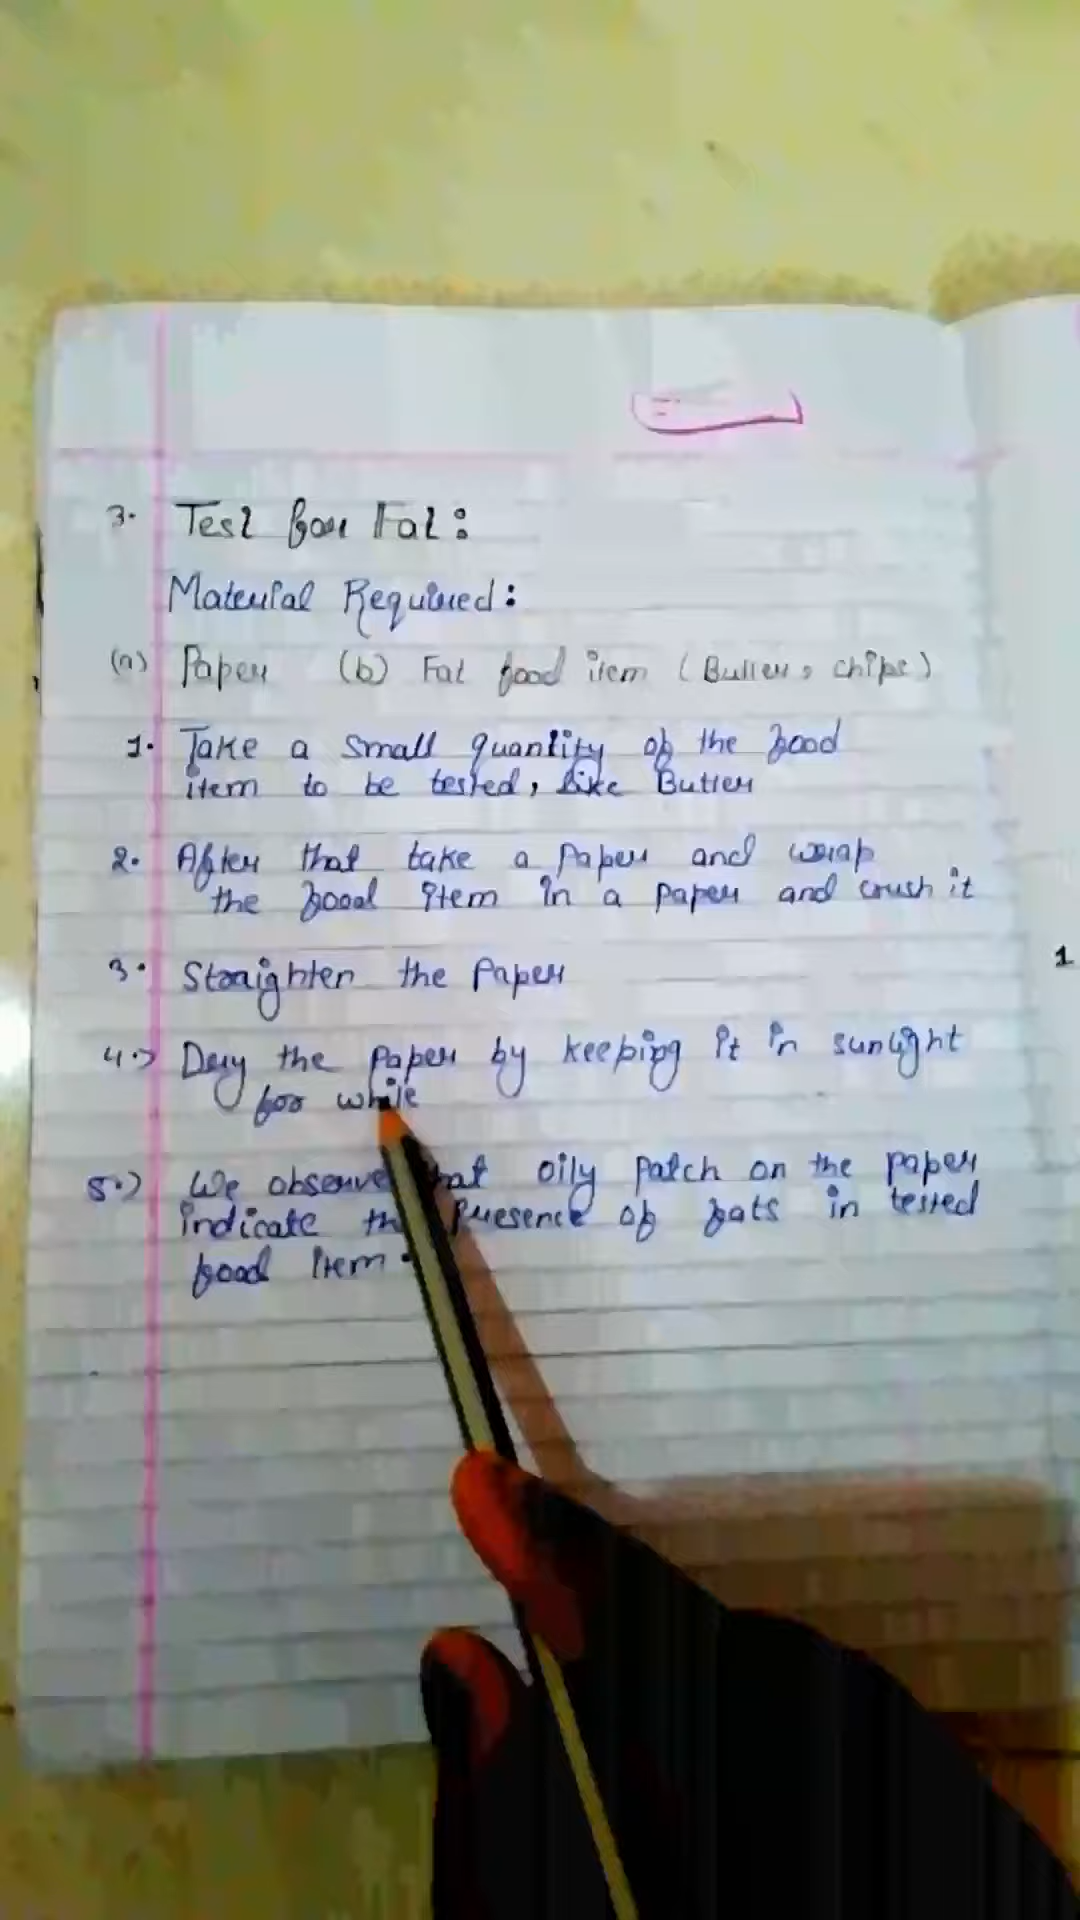 3. Test for Fat:
Material Required:
(a) Paper (b) Fat food item (Butter, chips)
1. Take a small quantity of the food
item to be tested, like Butter
2. After that take a paper and wrap
the food item in a paper and crush it
3. Straighten the Paper
4.) Dry the paper by keeping it in sunlight
for while
5.) We observe that oily patch on the paper
indicate the presence of fats in tested
food item.
1